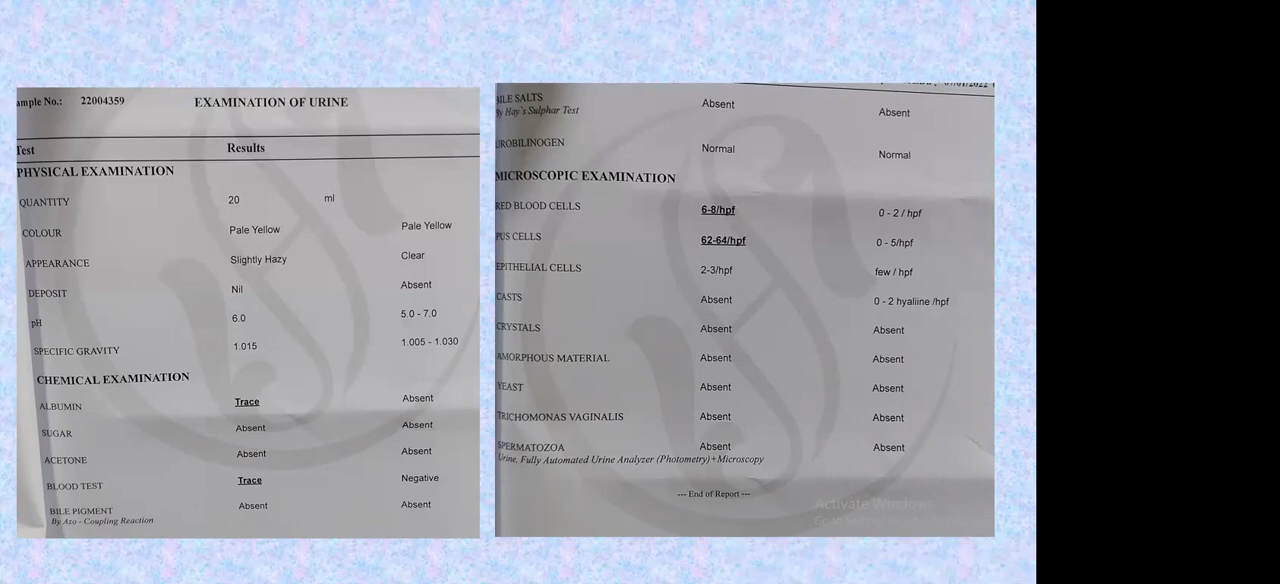 ample No.: 22004359 EXAMINATION OF URINE
Test Results
PHYSICAL EXAMINATION
QUANTITY 20 ml
COLOUR Pale Yellow Pale Yellow
APPEARANCE Slightly Hazy Clear
DEPOSIT Nil Absent
pH 6.0 5.0 - 7.0
SPECIFIC GRAVITY 1.015 1.005 - 1.030
CHEMICAL EXAMINATION
ALBUMIN Trace Absent
SUGAR Absent Absent
ACETONE Absent Absent
BLOOD TEST Trace Negative
BILE PIGMENT Absent Absent
By Azo - Coupling Reaction
BILE SALTS Absent Absent
By Hay's Sulphar Test
UROBILINOGEN Normal Normal
MICROSCOPIC EXAMINATION
RED BLOOD CELLS 6-8/hpf 0 - 2 / hpf
PUS CELLS 62-64/hpf 0 - 5/hpf
EPITHELIAL CELLS 2-3/hpf few / hpf
CASTS Absent 0 - 2 hyaliine /hpf
CRYSTALS Absent Absent
AMORPHOUS MATERIAL Absent Absent
YEAST Absent Absent
TRICHOMONAS VAGINALIS Absent Absent
SPERMATOZOA Absent Absent
Urine, Fully Automated Urine Analyzer (Photometry)+Microscopy
--- End of Report ---
Activate Windows